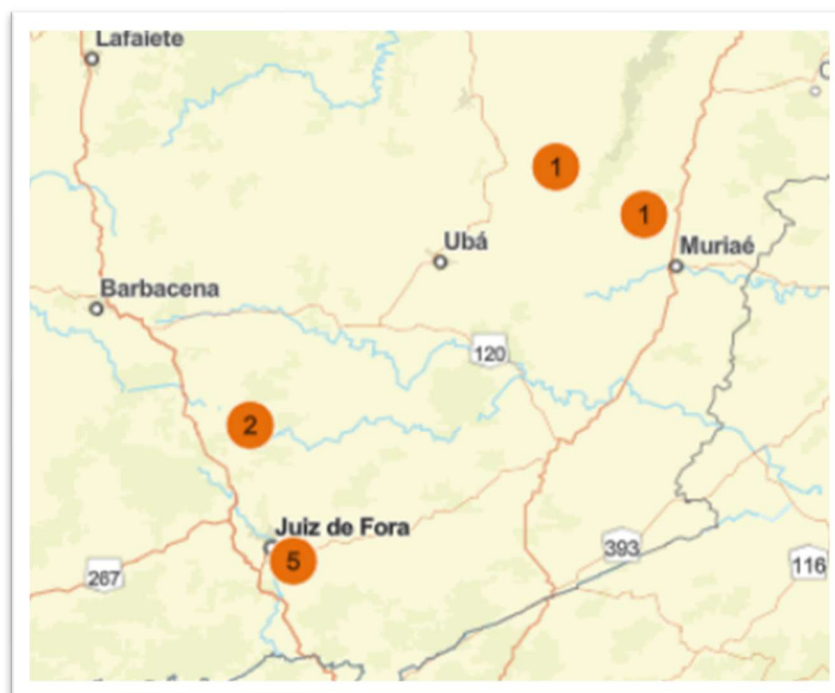 Lafaiete
C
1
1
Ubá
Muriaé
Barbacena
120
2
Juiz de Fora
5
393
267
116